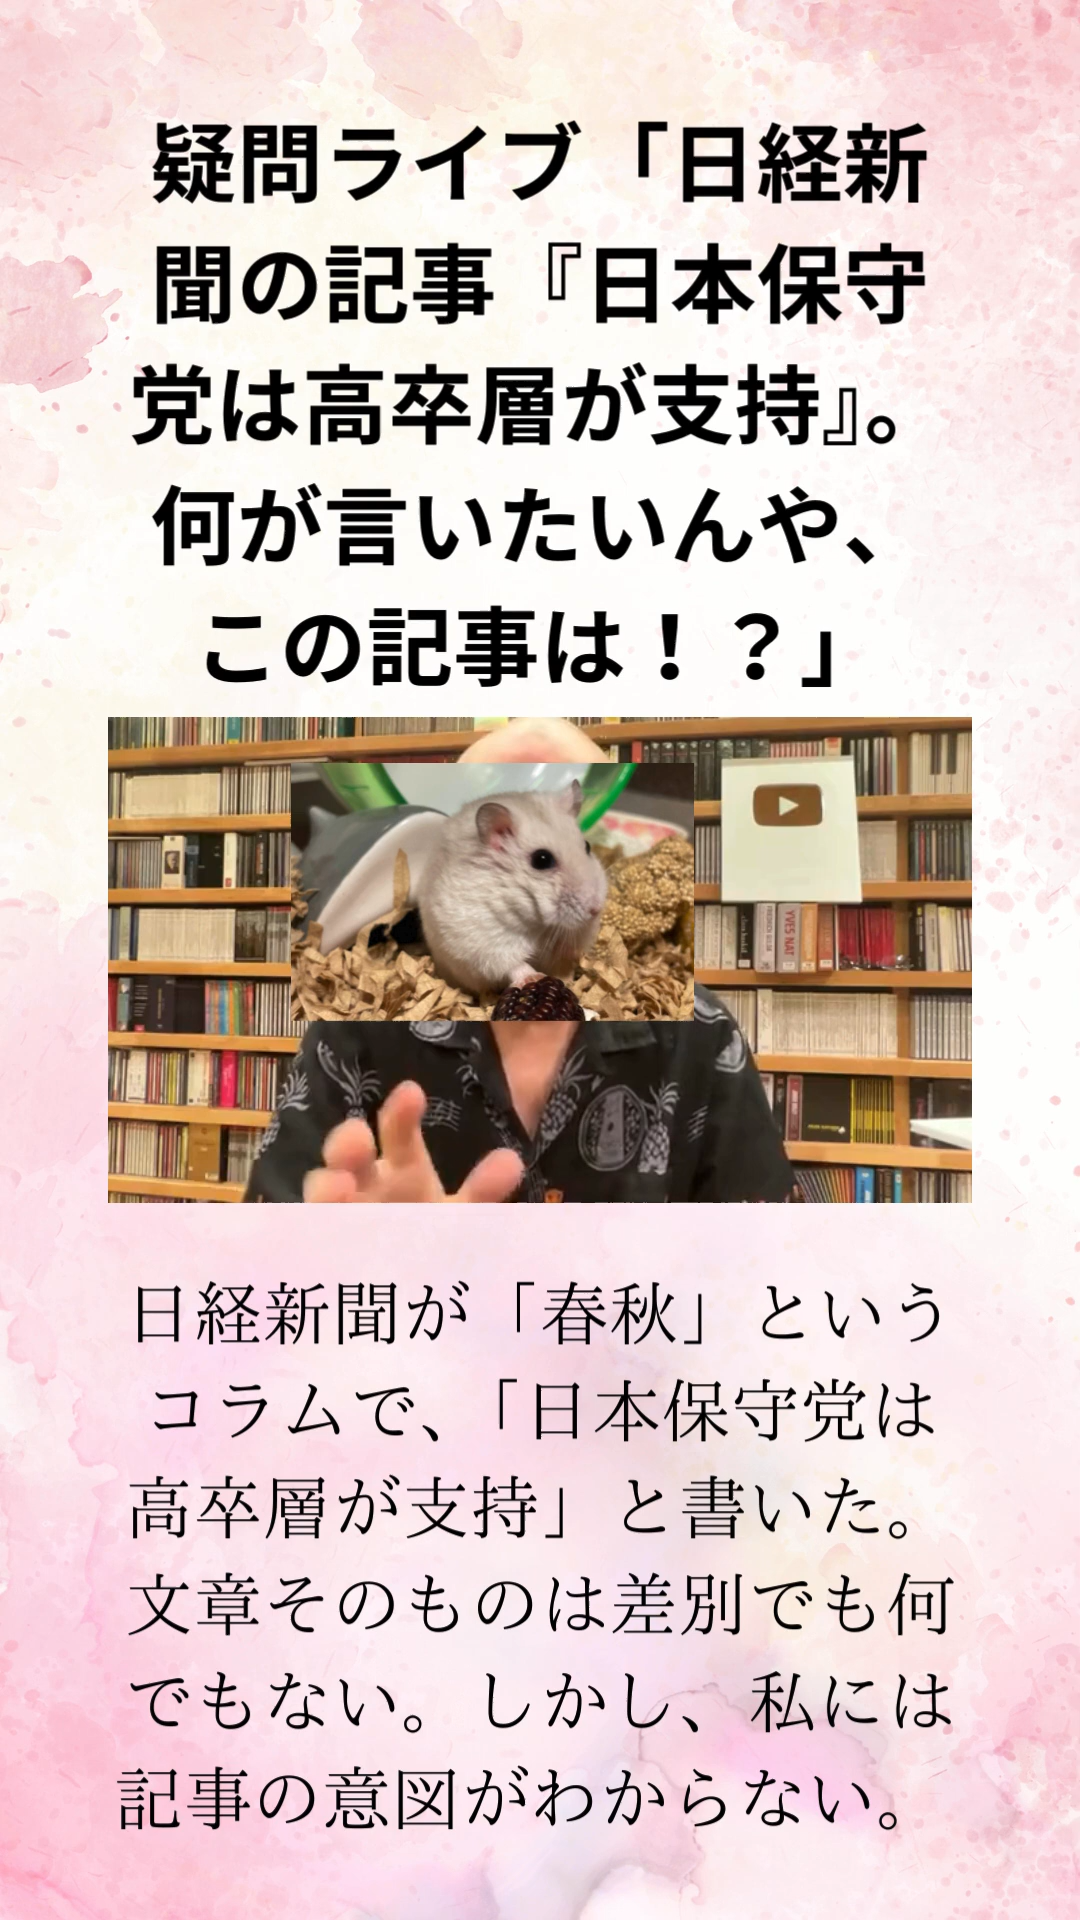 疑問ライブ「日経新
聞の記事『日本保守
党は高卒層が支持』。
何が言いたいんや、
この記事は！？」
YVES NAT
日経新聞が「春秋」という
コラムで、「日本保守党は
高卒層が支持」と書いた。
文章そのものは差別でも何
でもない。しかし、私には
記事の意図がわからない。